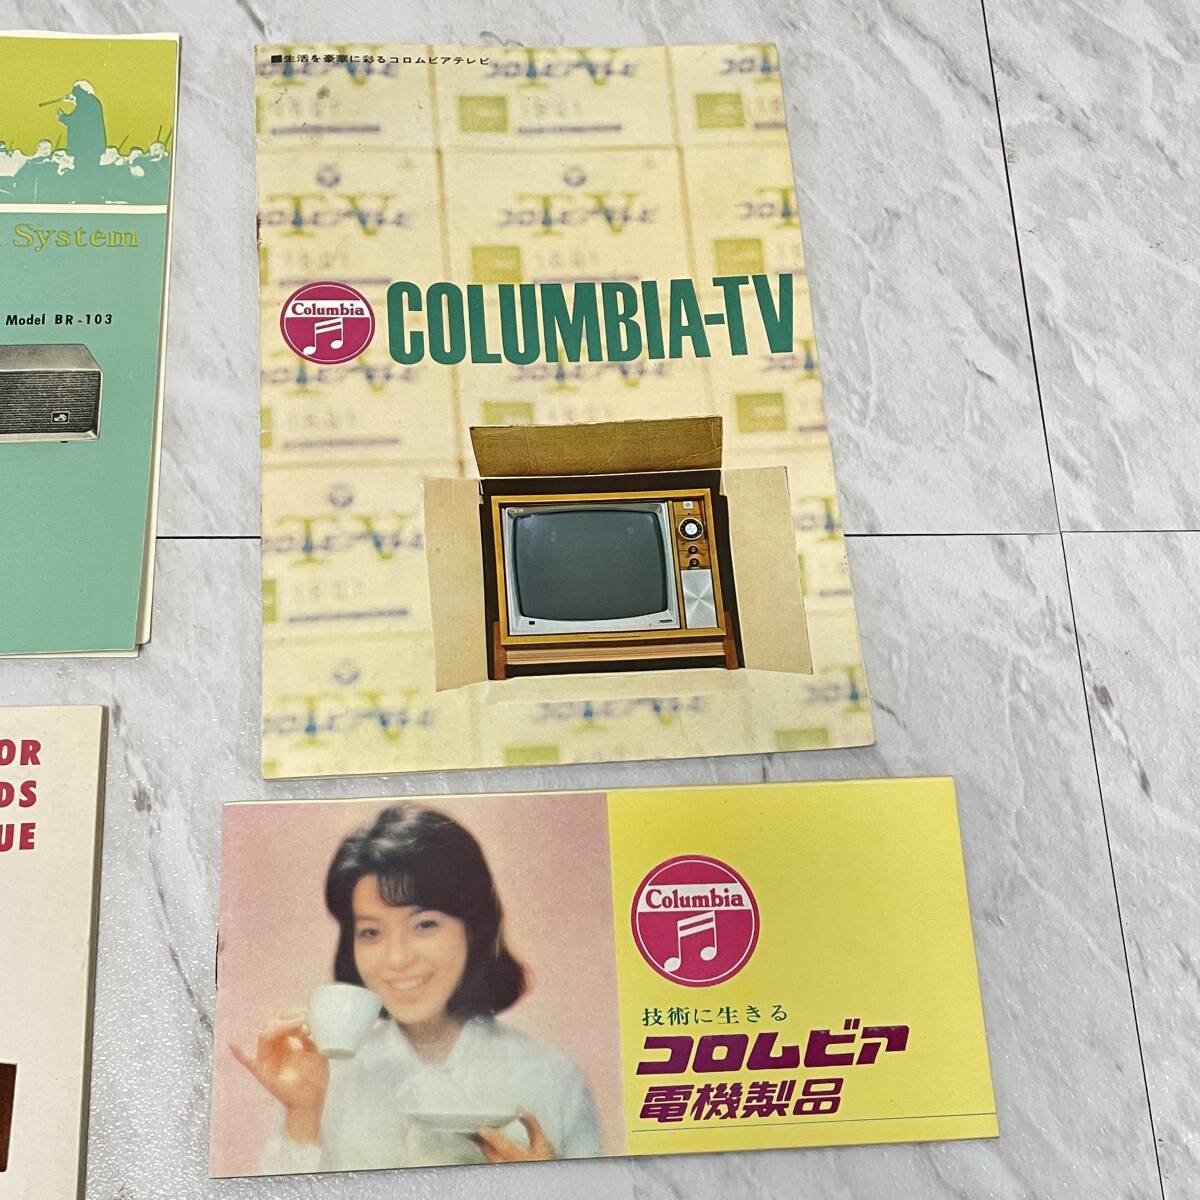 System
Model BR-103
OR
DS
UE
■生活を豪華に彩るコロムビアテレビ
Columbia
COLUMBIA-TV
Columbia
技術に生きる
コロムビア
電機製品